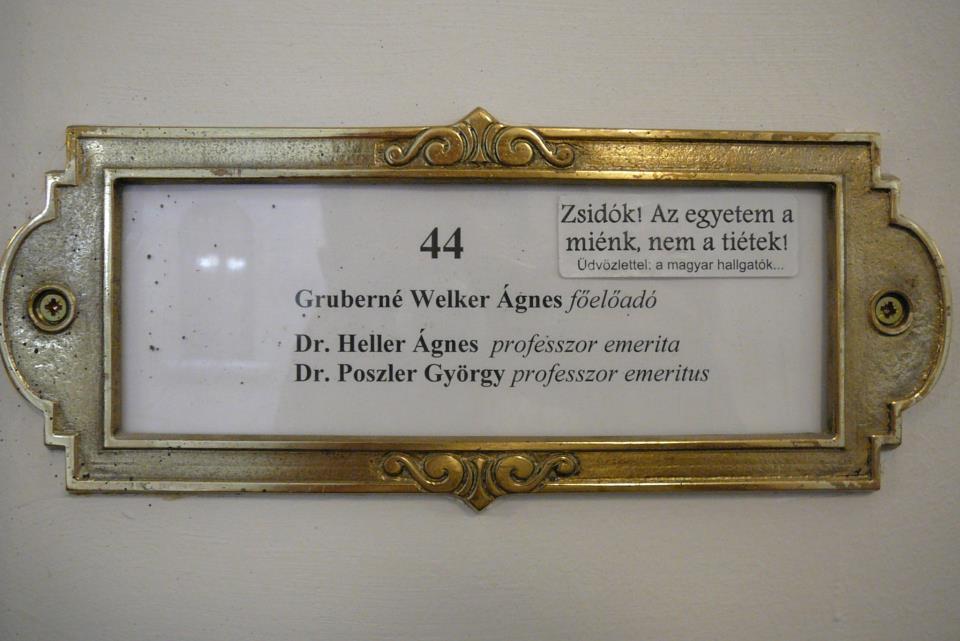 44
Zsidók! Az egyetem a
miénk, nem a tiétek!
Üdvözlettel: a magyar hallgatók...
Gruberné Welker Ágnes főelőadó
Dr. Heller Ágnes professzor emerita
Dr. Poszler György professzor emeritus